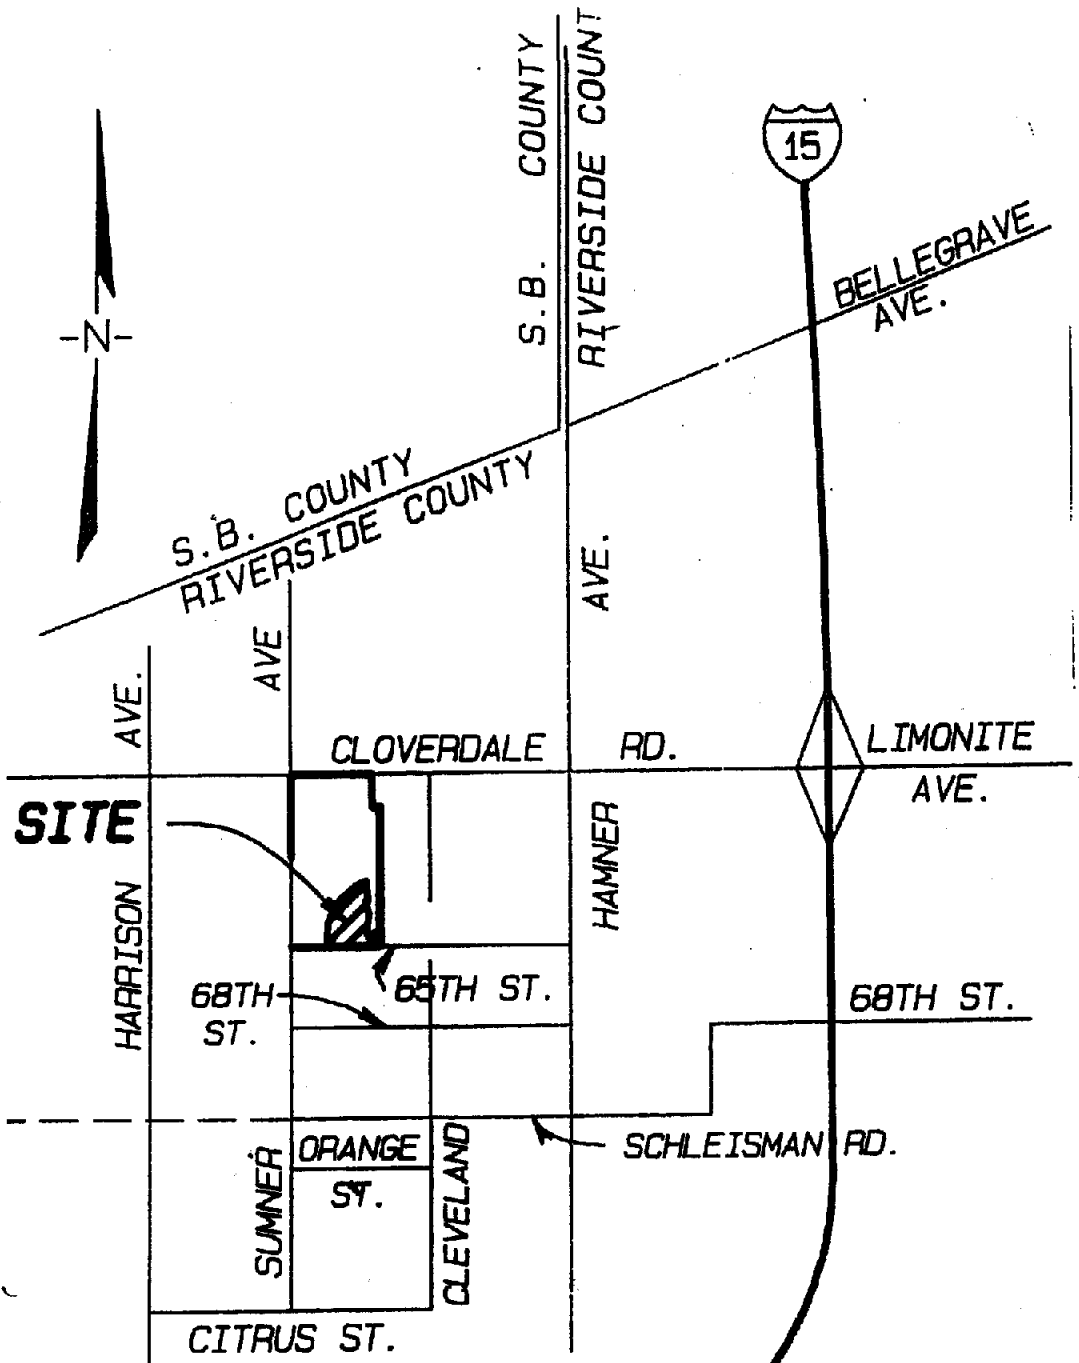 S.B. COUNTY
RIVERSIDE COUNT
15
BELLEGRAVE
AVE.
-N-
S.B. COUNTY
RIVERSIDE COUNTY
AVE.
AVE
AVE.
CLOVERDALE RD.
LIMONITE
AVE.
SITE
HARRISON
HAMNER
65TH ST.
68TH
ST.
68TH ST.
SCHLEISMAN RD.
ORANGE
ST.
SUMNER
CLEVELAND
CITRUS ST.